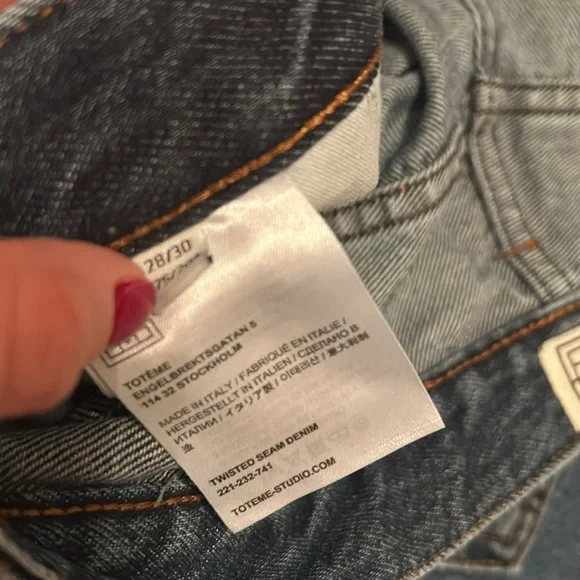 28/30
TOTÊME
ENGELBREKTSGATAN 5
114 32 STOCKHOLM
MADE IN ITALY / FABRIQUÉ EN ITALIE /
HERGESTELLT IN ITALIEN / СДЕЛАНО В
ИТАЛИИ / イタリア製 / 이태리산 / 意大利制
造
TWISTED SEAM DENIM
221-232-741
TOTEME-STUDIO.COM